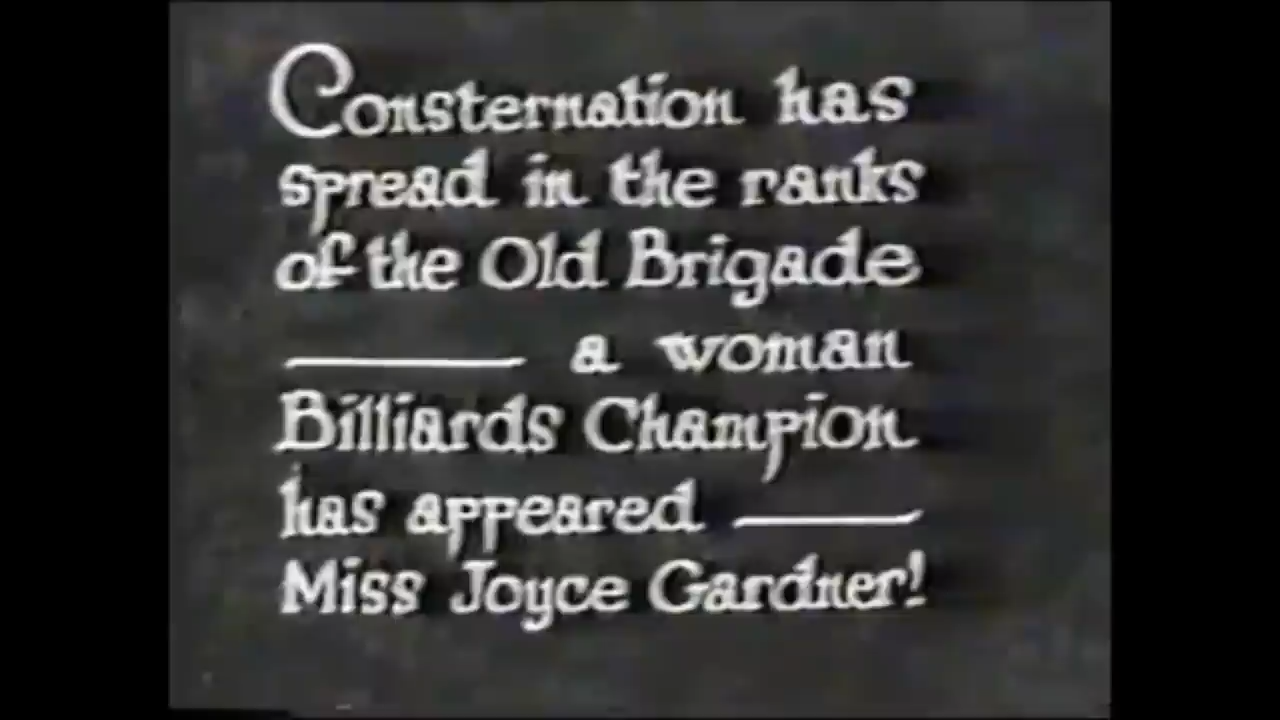 Consternation has
spread in the ranks
of the Old Brigade
——— a woman
Billiards Champion
has appeared ———
Miss Joyce Gardner!